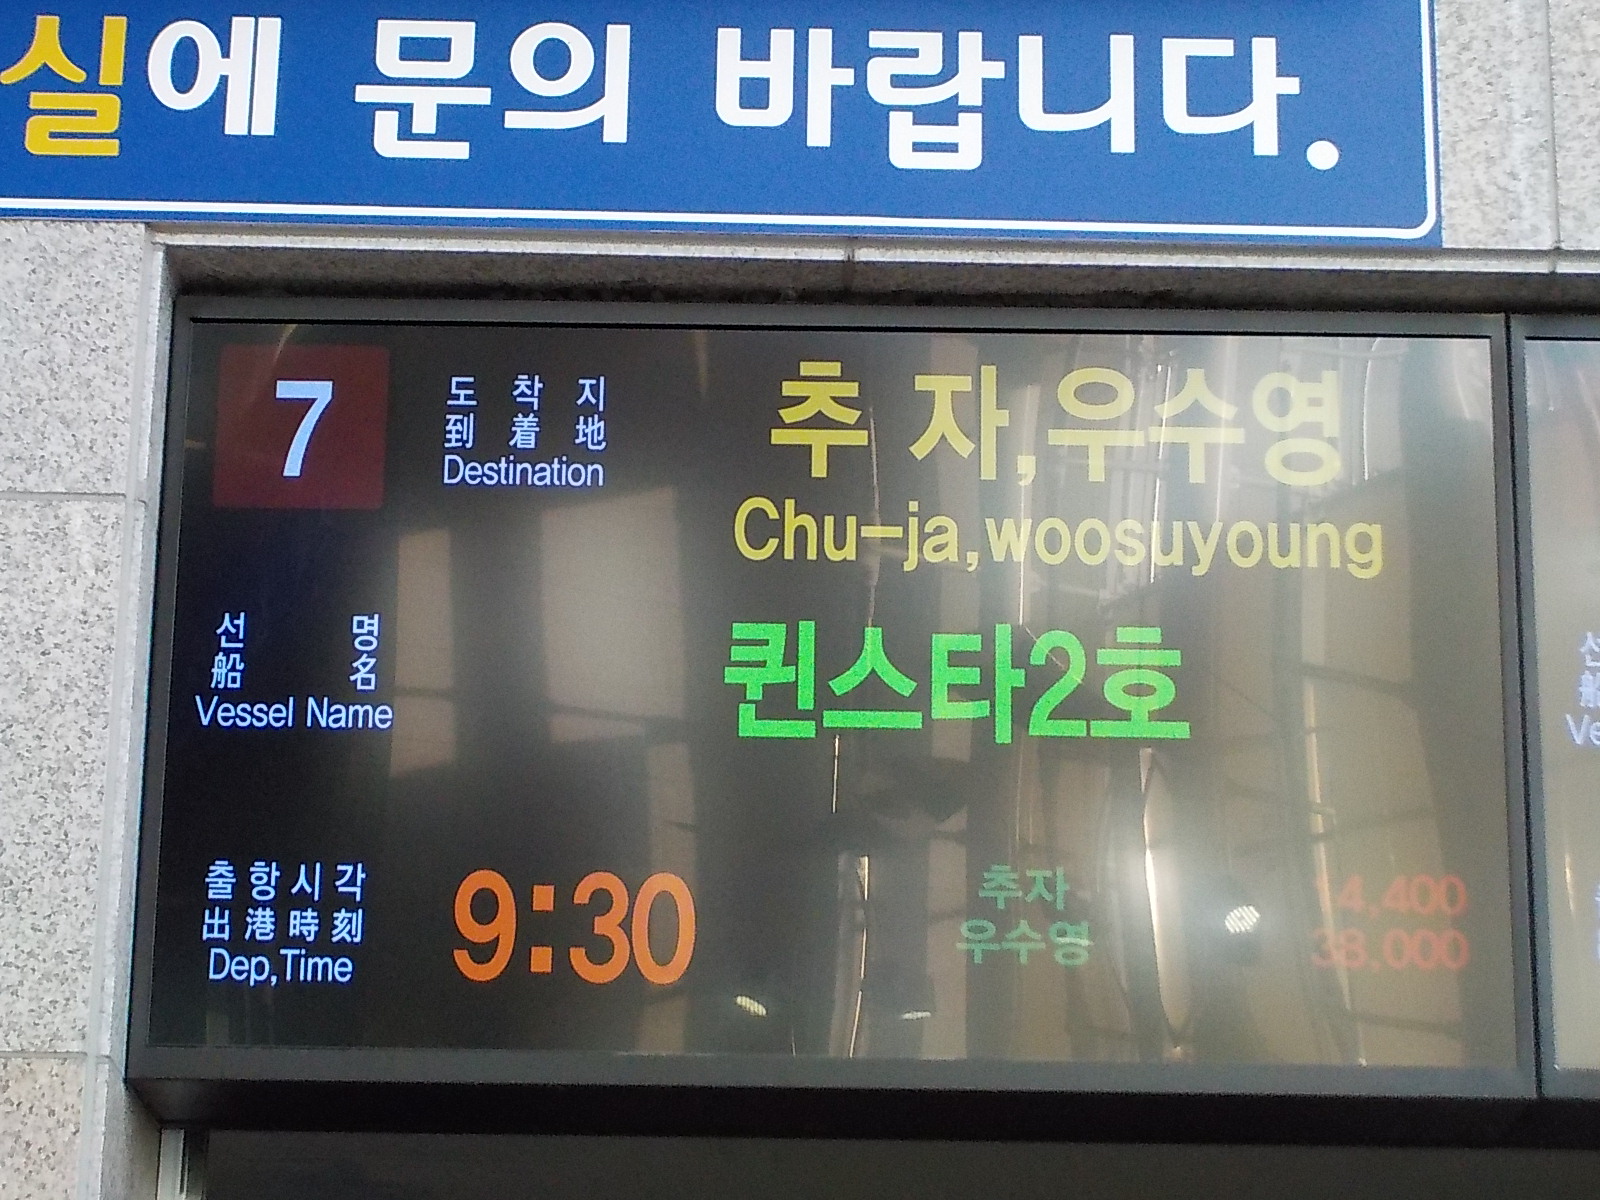 실에 문의 바랍니다.
7
도 착 지
到 着 地
Destination
추 자,우수영
Chu-ja,woosuyoung
선 명
船 名
Vessel Name
퀸스타2호
출 항 시 각
出 港 時 刻
Dep,Time
9:30
추자
우수영 38,000